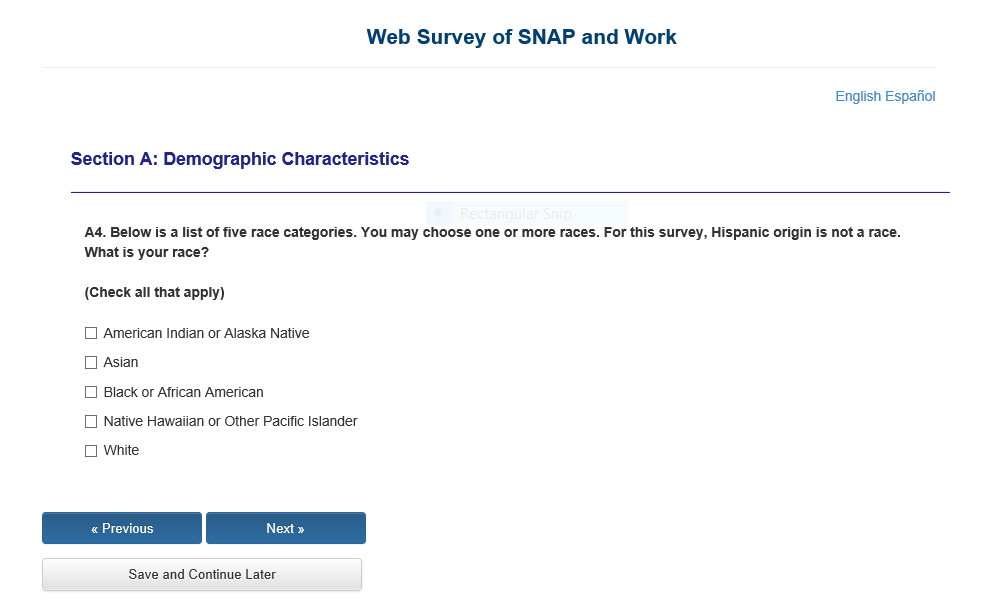 Web Survey of SNAP and Work
English Español
Section A: Demographic Characteristics
Rectangular Snip
A4. Below is a list of five race categories. You may choose one or more races. For this survey, Hispanic origin is not a race.
What is your race?
(Check all that apply)
American Indian or Alaska Native
Asian
Black or African American
Native Hawaiian or Other Pacific Islander
White
« Previous
Next »
Save and Continue Later